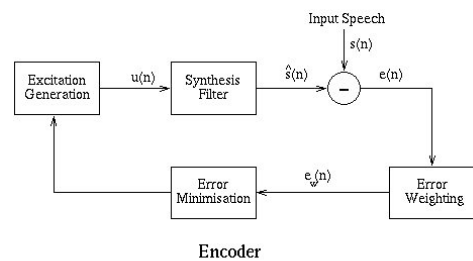 Input Speech
s(n)
Excitation
Generation
u(n)
Synthesis
Filter
ŝ(n)
−
e(n)
Error
Minimisation
e_w(n)
Error
Weighting
Encoder